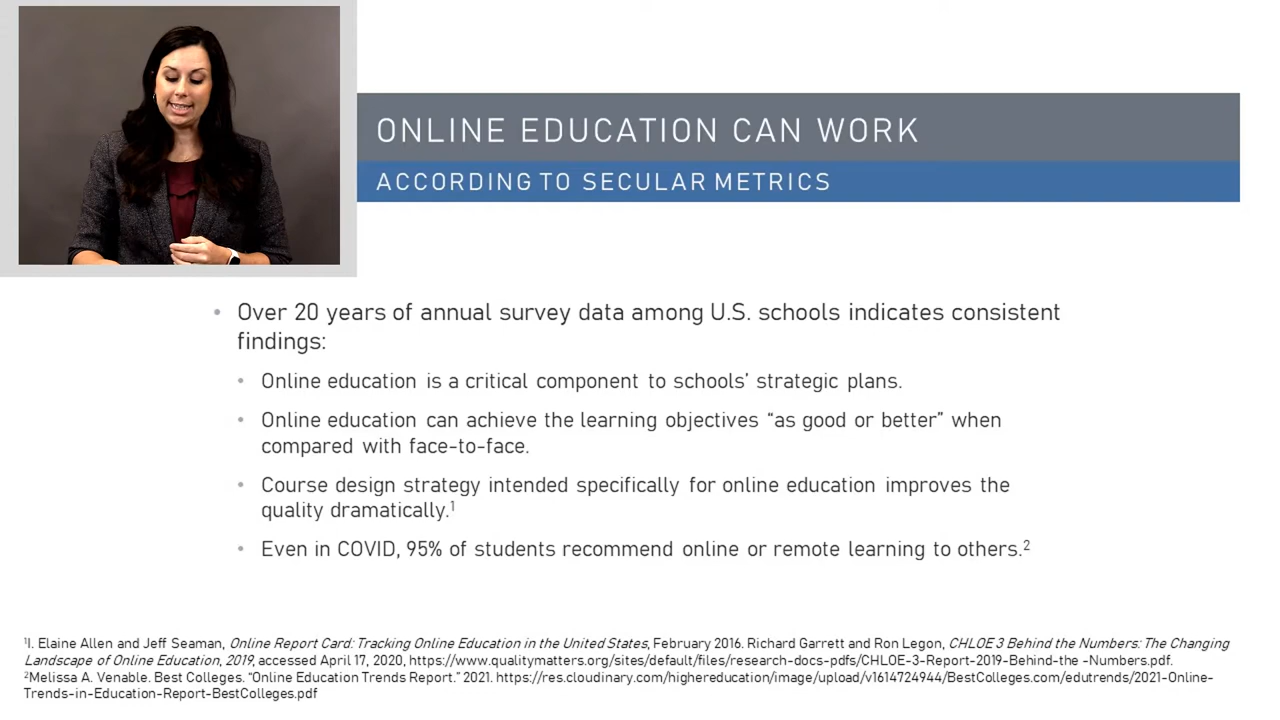 ONLINE EDUCATION CAN WORK
ACCORDING TO SECULAR METRICS
• Over 20 years of annual survey data among U.S. schools indicates consistent
findings:
• Online education is a critical component to schools’ strategic plans.
• Online education can achieve the learning objectives “as good or better” when
compared with face-to-face.
• Course design strategy intended specifically for online education improves the
quality dramatically.¹
• Even in COVID, 95% of students recommend online or remote learning to others.²
¹I. Elaine Allen and Jeff Seaman, Online Report Card: Tracking Online Education in the United States, February 2016. Richard Garrett and Ron Legon, CHLOE 3 Behind the Numbers: The Changing
Landscape of Online Education, 2019, accessed April 17, 2020, https://www.qualitymatters.org/sites/default/files/research-docs-pdfs/CHLOE-3-Report-2019-Behind-the -Numbers.pdf.
²Melissa A. Venable. Best Colleges. “Online Education Trends Report.” 2021. https://res.cloudinary.com/highereducation/image/upload/v1614724944/BestColleges.com/edutrends/2021-Online-
Trends-in-Education-Report-BestColleges.pdf